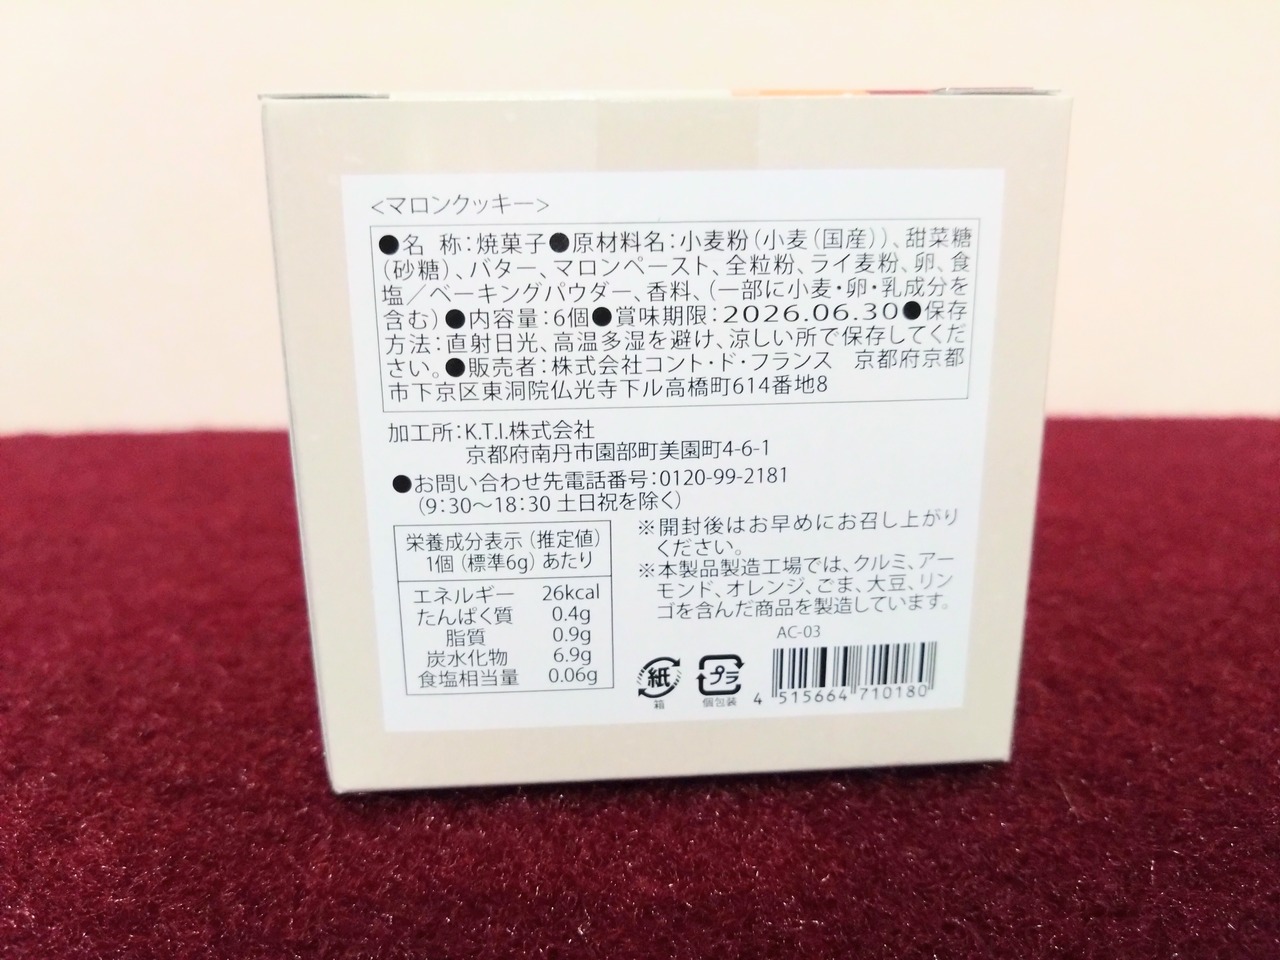 <マロンクッキー>
●名 称：焼菓子●原材料名：小麦粉（小麦（国産））、甜菜糖
（砂糖）、バター、マロンペースト、全粒粉、ライ麦粉、卵、食
塩／ベーキングパウダー、香料、（一部に小麦・卵・乳成分を
含む）●内容量：6個●賞味期限：2026.06.30●保存
方法：直射日光、高温多湿を避け、涼しい所で保存してくだ
さい。●販売者：株式会社コント・ド・フランス 京都府京都
市下京区東洞院仏光寺下ル高橋町614番地8
加工所：K.T.I.株式会社
京都府南丹市園部町美園町4-6-1
●お問い合わせ先電話番号：0120-99-2181
（9：30～18：30 土日祝を除く）
栄養成分表示（推定値）
1個（標準6g）あたり
エネルギー 26kcal
たんぱく質 0.4g
脂質 0.9g
炭水化物 6.9g
食塩相当量 0.06g
※開封後はお早めにお召し上がり
ください。
※本製品製造工場では、クルミ、アー
モンド、オレンジ、ごま、大豆、リン
ゴを含んだ商品を製造しています。
AC-03
紙
箱
プラ
個包装
4 515664 710180